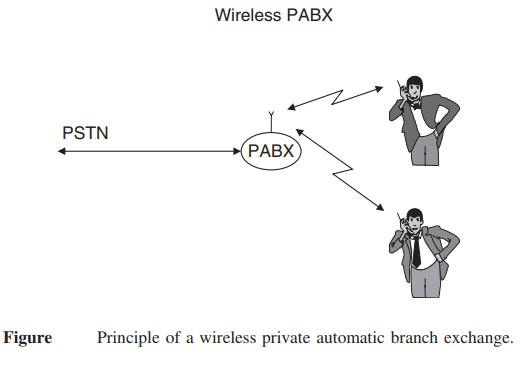 Wireless PABX
PSTN
PABX
Figure Principle of a wireless private automatic branch exchange.